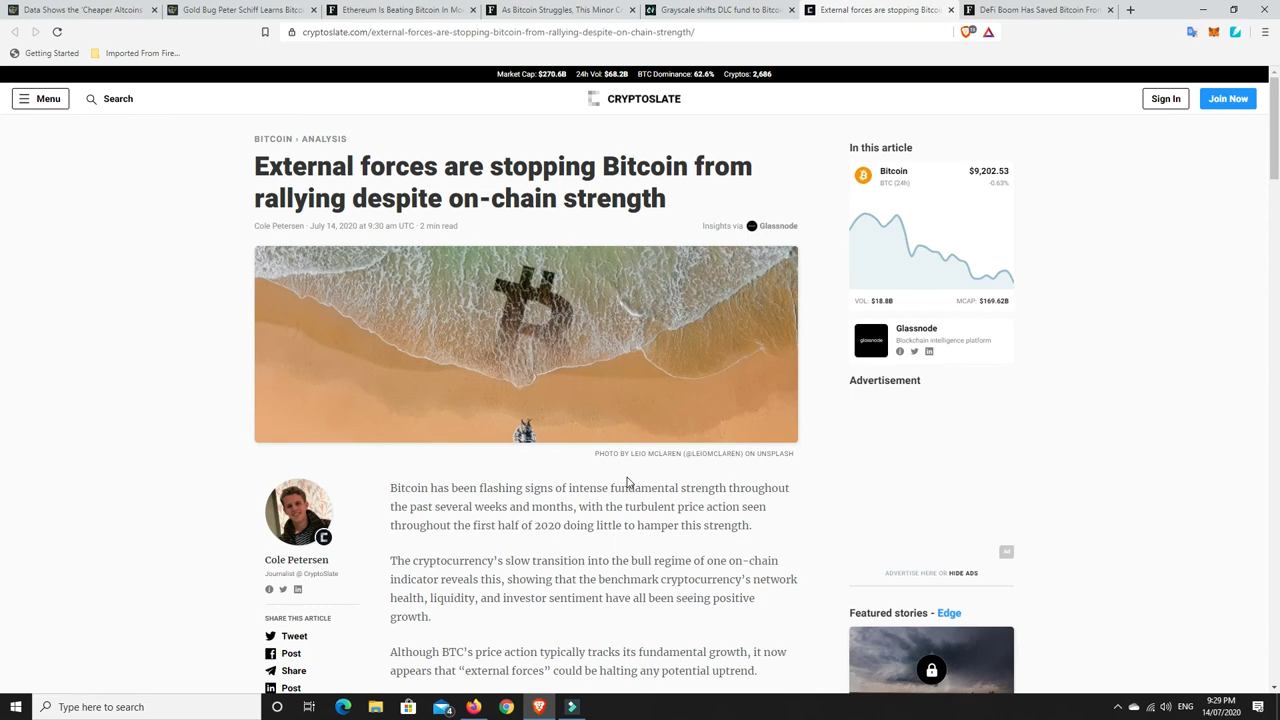 Data Shows the 'Cheaper Altcoins
Gold Bug Peter Schiff Learns Bitcoin
Ethereum Is Beating Bitcoin In Mo
As Bitcoin Struggles, This Minor C
Grayscale shifts DLC fund to Bitcoin
External forces are stopping Bitcoin
DeFi Boom Has Saved Bitcoin From
cryptoslate.com/external-forces-are-stopping-bitcoin-from-rallying-despite-on-chain-strength/
Getting Started
Imported From Fire...
Market Cap: $270.6B 24h Vol: $68.2B BTC Dominance: 62.6% Cryptos: 2,686
Menu
Search
CRYPTOSLATE
Sign In
Join Now
BITCOIN › ANALYSIS
External forces are stopping Bitcoin from
rallying despite on-chain strength
Cole Petersen · July 14, 2020 at 9:30 am UTC · 2 min read
Insights via Glassnode
PHOTO BY LEIO MCLAREN (@LEIOMCLAREN) ON UNSPLASH
Cole Petersen
Journalist @ CryptoSlate
SHARE THIS ARTICLE
Tweet
Post
Share
Post
Bitcoin has been flashing signs of intense fundamental strength throughout
the past several weeks and months, with the turbulent price action seen
throughout the first half of 2020 doing little to hamper this strength.
The cryptocurrency’s slow transition into the bull regime of one on-chain
indicator reveals this, showing that the benchmark cryptocurrency’s network
health, liquidity, and investor sentiment have all been seeing positive
growth.
Although BTC’s price action typically tracks its fundamental growth, it now
appears that “external forces” could be halting any potential uptrend.
In this article
Bitcoin $9,202.53
BTC (24h) -0.63%
VOL: $18.8B MCAP: $169.62B
glassnode
Glassnode
Blockchain intelligence platform
Advertisement
Ad
ADVERTISE HERE OR HIDE ADS
Featured stories - Edge
Type here to search
4
ENG
9:29 PM
14/07/2020